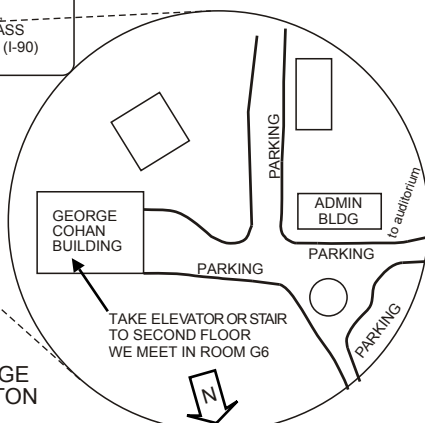 ASS
(I-90)
PARKING
ADMIN
BLDG
to auditorium
GEORGE
COHAN
BUILDING
PARKING
PARKING
PARKING
TAKE ELEVATOR OR STAIR
TO SECOND FLOOR
WE MEET IN ROOM G6
GE
TON
N